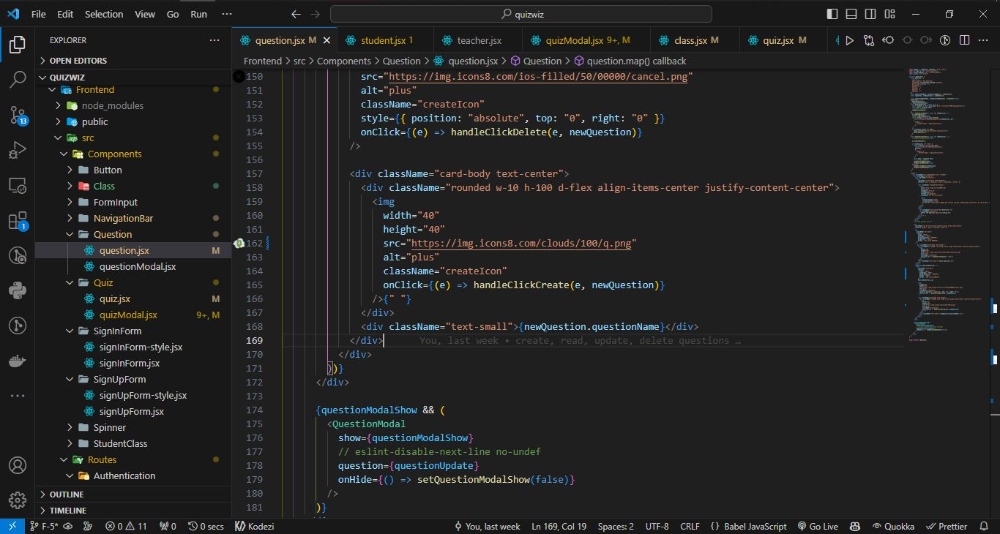 File Edit Selection View Go Run ···
quizwiz
EXPLORER
OPEN EDITORS
QUIZWIZ
Frontend
node_modules
public
src
Components
Button
Class
FormInput
NavigationBar
Question
question.jsx M
questionModal.jsx
Quiz
quiz.jsx M
quizModal.jsx 9+, M
SignInForm
signInForm-style.jsx
signInForm.jsx
SignUpForm
signUpForm-style.jsx
signUpForm.jsx
Spinner
StudentClass
Routes
Authentication
OUTLINE
TIMELINE
13
1
question.jsx M student.jsx 1 teacher.jsx quizModal.jsx 9+, M class.jsx M quiz.jsx M
Frontend > src > Components > Question > question.jsx > Question > question.map() callback
150 src="https://img.icons8.com/ios-filled/50/00000/cancel.png"
151 alt="plus"
152 className="createIcon"
153 style={{ position: "absolute", top: "0", right: "0" }}
154 onClick={(e) => handleClickDelete(e, newQuestion)}
155 />
156
157 <div className="card-body text-center">
158 <div className="rounded w-10 h-100 d-flex align-items-center justify-content-center">
159 <img
160 width="40"
161 height="40"
162 src="https://img.icons8.com/clouds/100/q.png"
163 alt="plus"
164 className="createIcon"
165 onClick={(e) => handleClickCreate(e, newQuestion)}
166 />{" "}
167 </div>
168 <div className="text-small">{newQuestion.questionName}</div>
169 </div> You, last week • create, read, update, delete questions …
170 </div>
171 ))}
172 </div>
173
174 {questionModalShow && (
175 <QuestionModal
176 show={questionModalShow}
177 // eslint-disable-next-line no-undef
178 question={questionUpdate}
179 onHide={() => setQuestionModalShow(false)}
180 />
181 )}
F-5* 0 11 0 0 secs Kodezi You, last week Ln 169, Col 19 Spaces: 2 UTF-8 CRLF {} Babel JavaScript Go Live Quokka Prettier